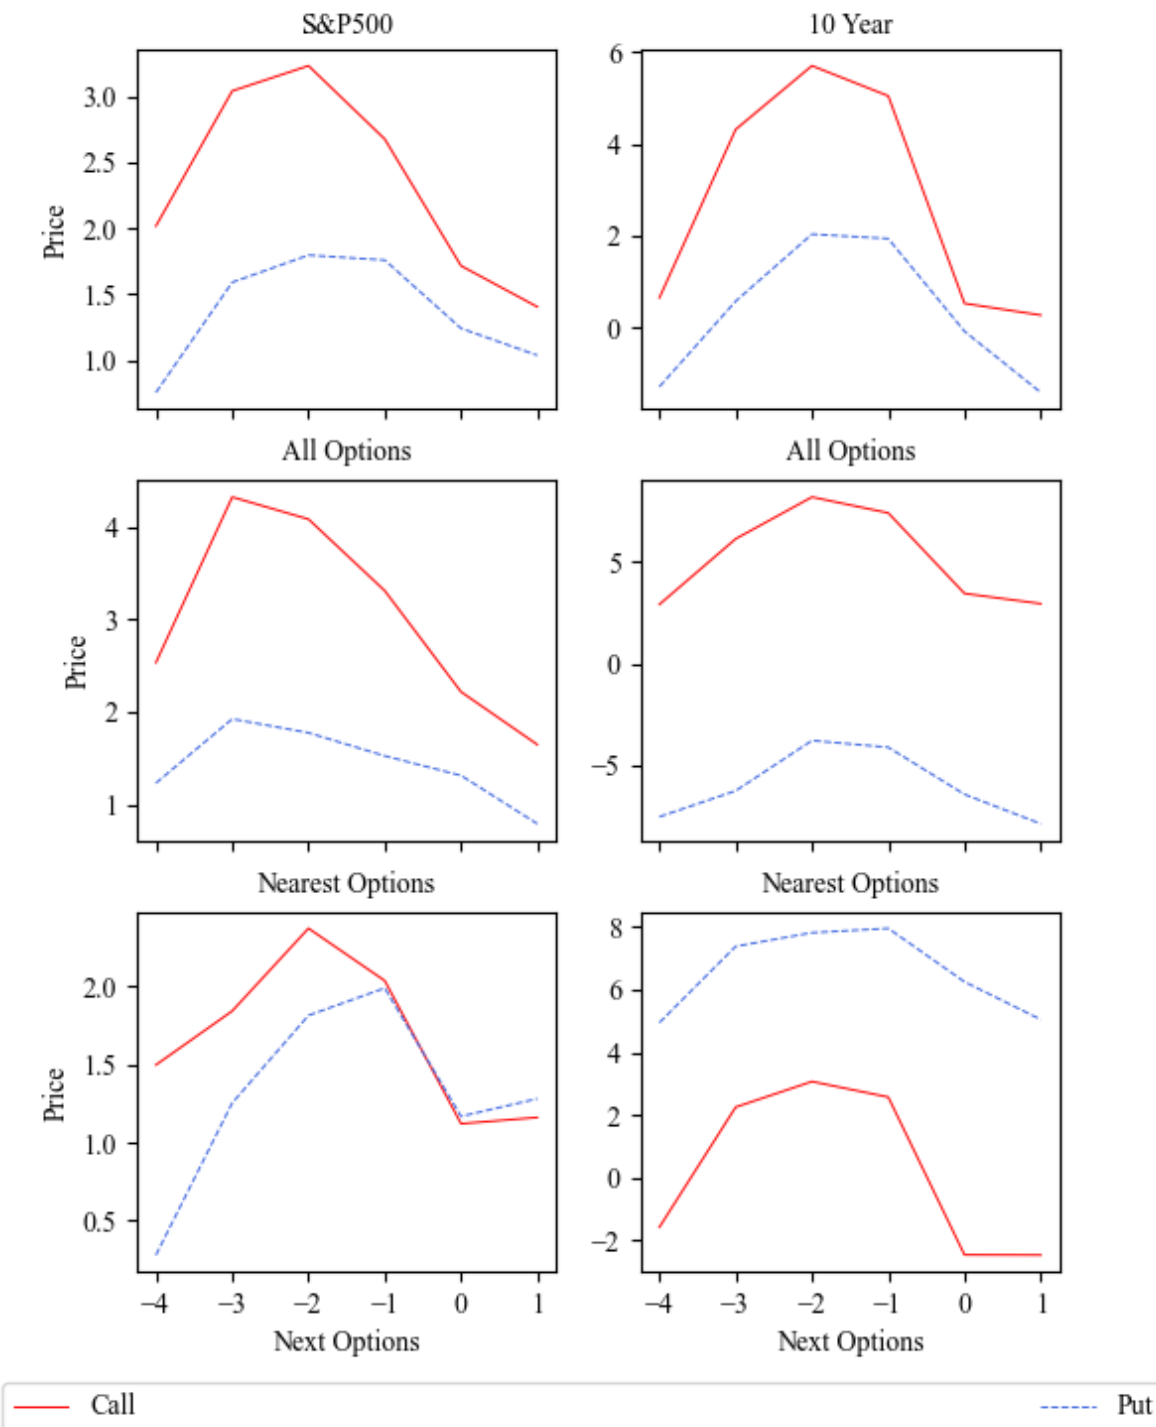 S&P500 10 Year
6
3.0
2.5
2.0
1.5
1.0
Price
4
2
0
All Options All Options
4
3
2
1
Price
5
0
−5
Nearest Options Nearest Options
2.0
1.5
1.0
0.5
Price
8
6
4
2
0
−2
−4 −3 −2 −1 0 1 −4 −3 −2 −1 0 1
Next Options Next Options
Call Put